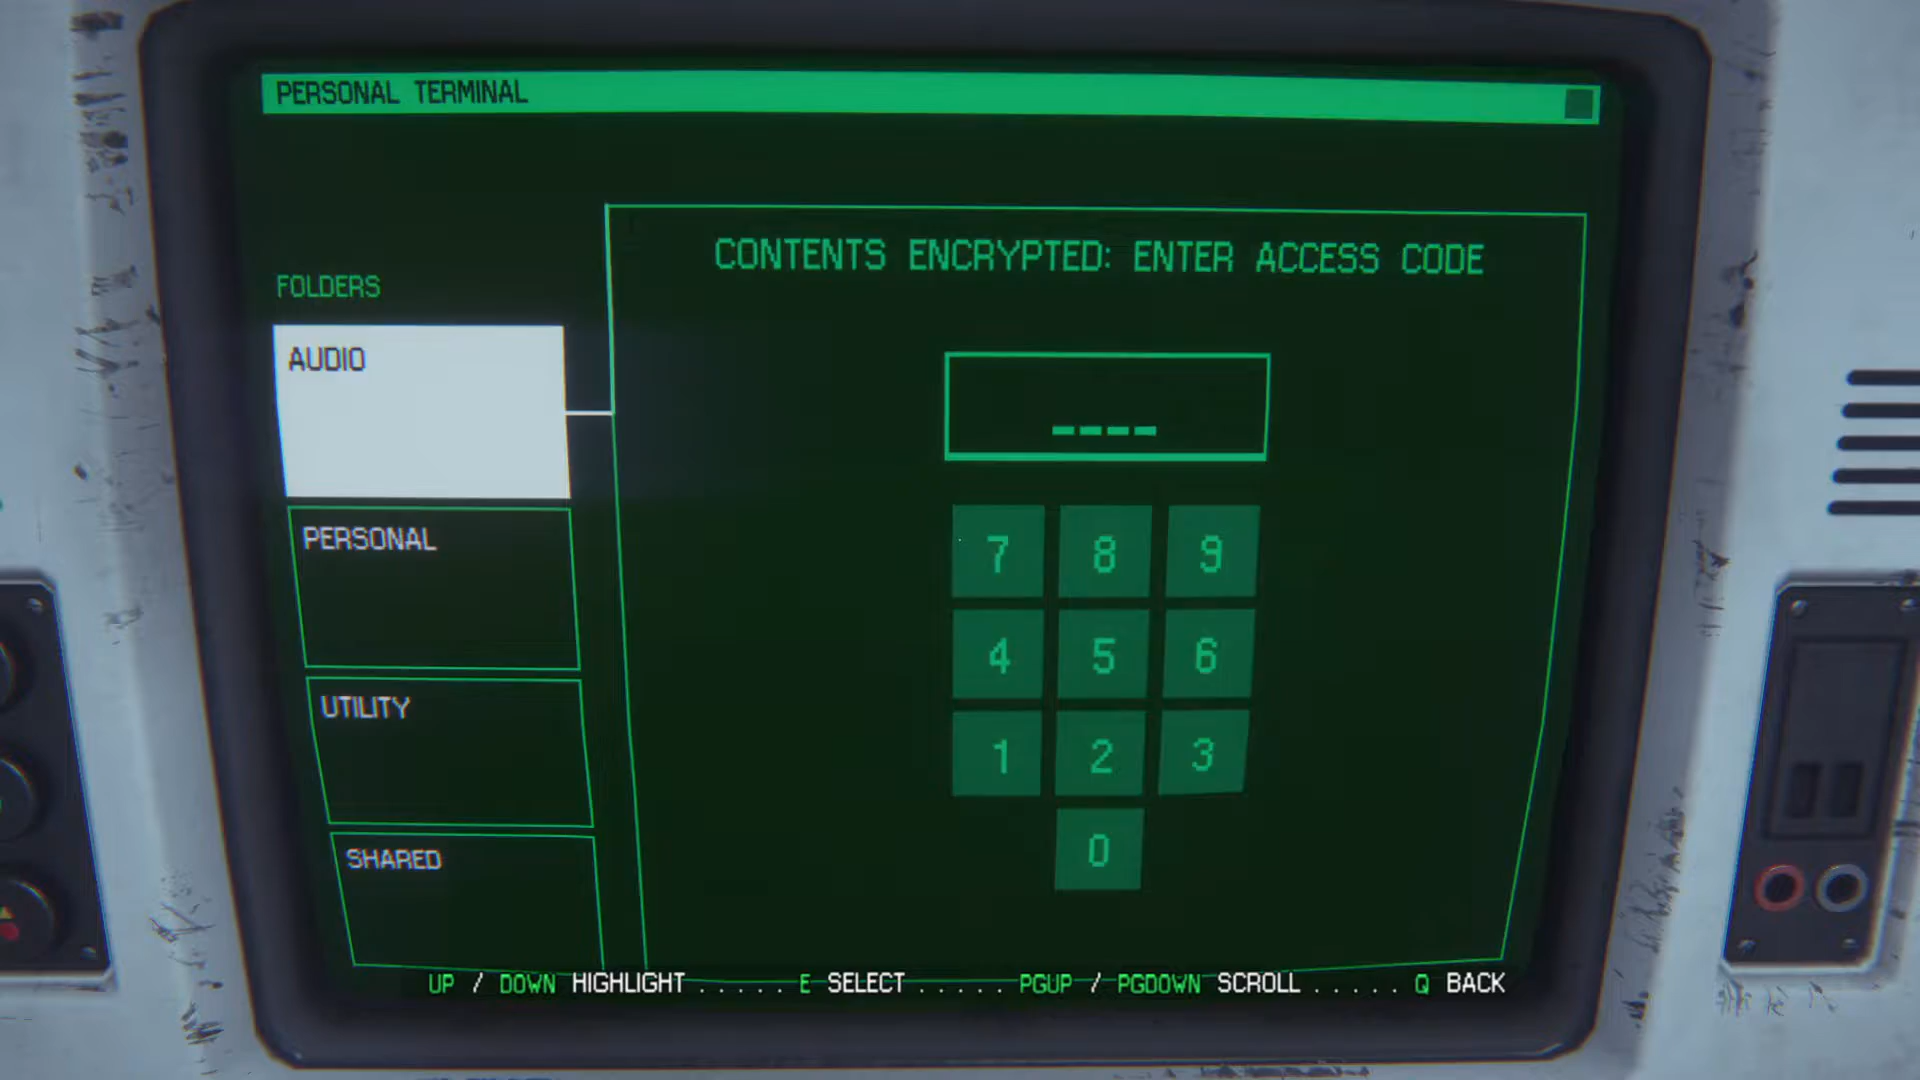 PERSONAL TERMINAL
CONTENTS ENCRYPTED: ENTER ACCESS CODE
FOLDERS
AUDIO
PERSONAL
UTILITY
SHARED
7 8 9
4 5 6
1 2 3
0
UP / DOWN HIGHLIGHT ..... E SELECT ..... PGUP / PGDOWN SCROLL ..... Q BACK